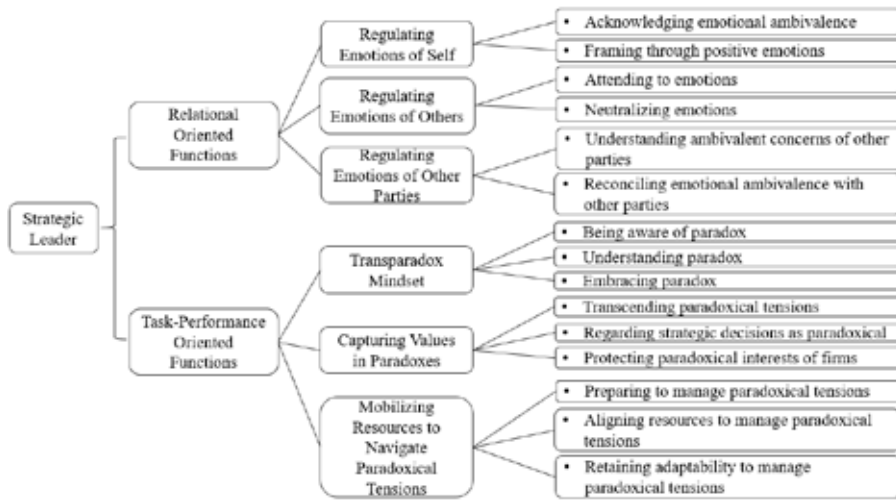 Strategic
Leader
Relational
Oriented
Functions
Regulating
Emotions of Self
• Acknowledging emotional ambivalence
• Framing through positive emotions
Regulating
Emotions of Others
• Attending to emotions
• Neutralizing emotions
Regulating
Emotions of Other
Parties
• Understanding ambivalent concerns of other
parties
• Reconciling emotional ambivalence with
other parties
Task-Performance
Oriented
Functions
Transparadox
Mindset
• Being aware of paradox
• Understanding paradox
• Embracing paradox
Capturing Values
in Paradoxes
• Transcending paradoxical tensions
• Regarding strategic decisions as paradoxical
• Protecting paradoxical interests of firms
Mobilizing
Resources to
Navigate
Paradoxical
Tensions
• Preparing to manage paradoxical tensions
• Aligning resources to manage paradoxical
tensions
• Retaining adaptability to manage
paradoxical tensions